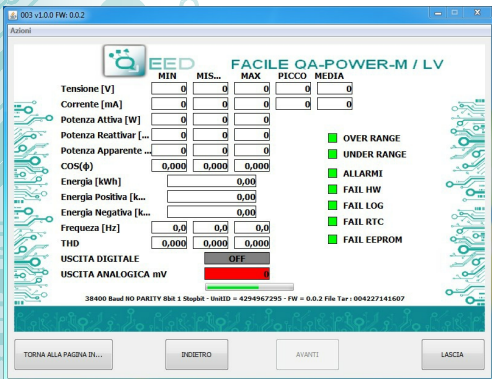 003 v1.0.0 FW: 0.0.2
Azioni
QEED FACILE QA-POWER-M / LV
MIN MIS... MAX PICCO MEDIA
Tensione [V] 0 0 0 0 0
Corrente [mA] 0 0 0 0 0
Potenza Attiva [W] 0 0 0
Potenza Reattivar [... 0 0 0 OVER RANGE
Potenza Apparente ... 0 0 0 UNDER RANGE
COS(ϕ) 0,000 0,000 0,000 ALLARMI
Energia [kWh] 0,00 FAIL HW
Energia Positiva [k... 0,00 FAIL LOG
Energia Negativa [k... 0,00 FAIL RTC
Frequeza [Hz] 0,0 0,0 0,0 FAIL EEPROM
THD 0,000 0,000 0,000
USCITA DIGITALE OFF
USCITA ANALOGICA mV 0
38400 Baud NO PARITY 8bit 1 Stopbit - UnitID = 4294967295 - FW = 0.0.2 File Tar : 004227141607
TORNA ALLA PAGINA IN... INDIETRO AVANTI LASCIA